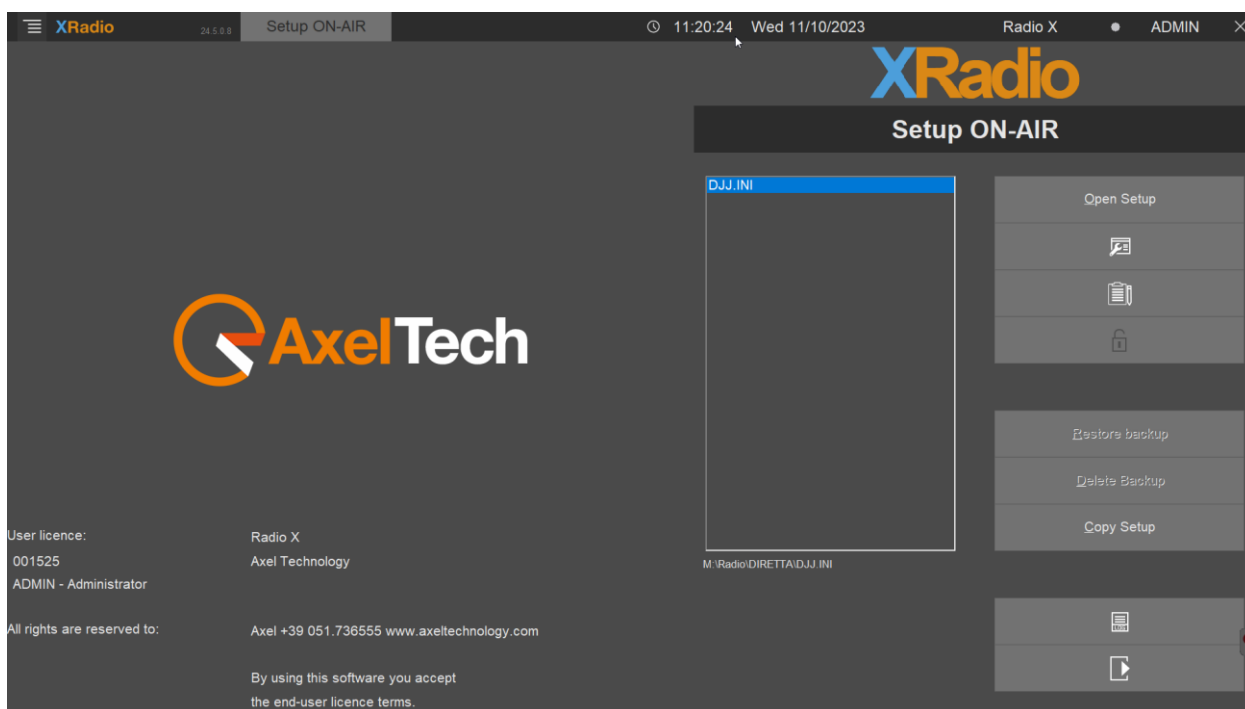 XRadio 24.5.0.0 Setup ON-AIR 11:20:24 Wed 11/10/2023 Radio X ADMIN
XRadio
Setup ON-AIR
DJJ.INI
Open Setup
AxelTech
Restore backup
Delete Backup
Copy Setup
M:\Radio\DIRETTA\DJJ.INI
User licence: Radio X
001525 Axel Technology
ADMIN - Administrator
All rights are reserved to: Axel +39 051.736555 www.axeltechnology.com
By using this software you accept
the end-user licence terms.